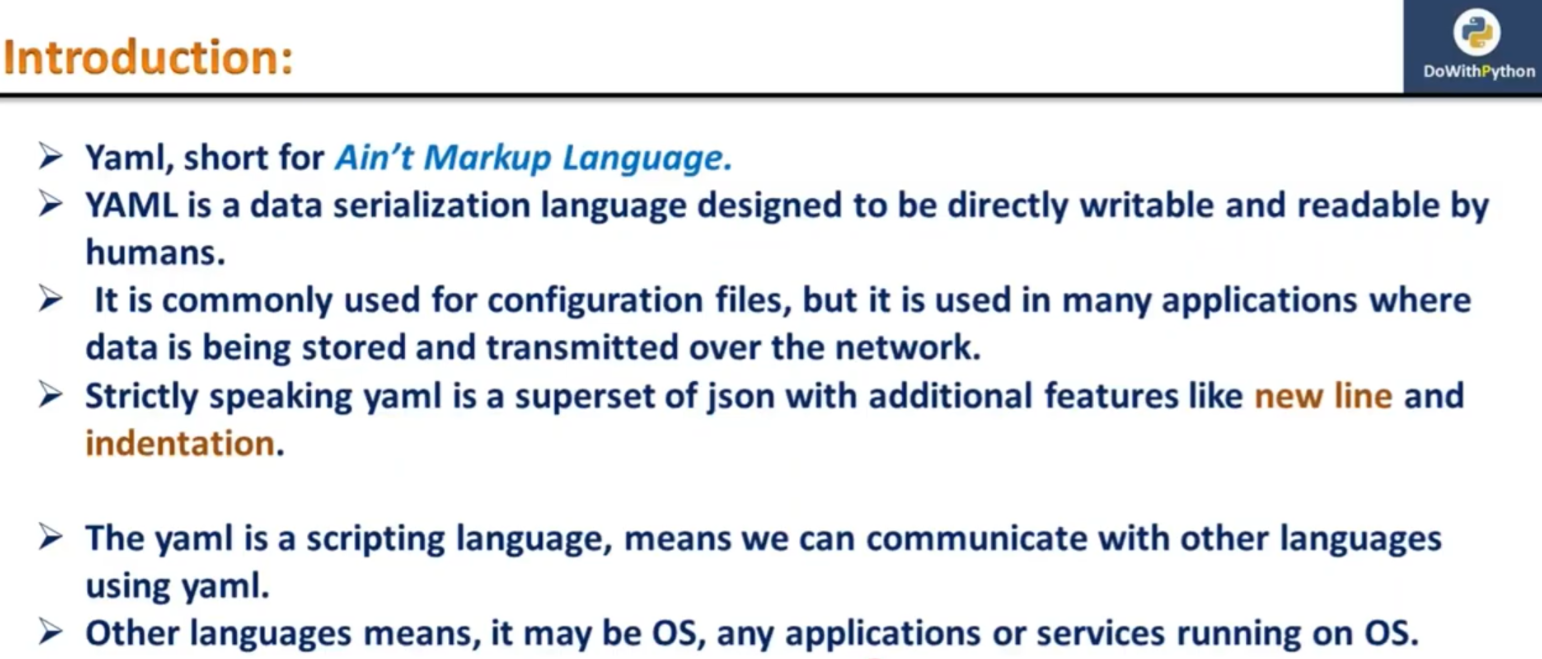 Introduction:
DoWithPython
➢ Yaml, short for Ain't Markup Language.
➢ YAML is a data serialization language designed to be directly writable and readable by
humans.
➢ It is commonly used for configuration files, but it is used in many applications where
data is being stored and transmitted over the network.
➢ Strictly speaking yaml is a superset of json with additional features like new line and
indentation.
➢ The yaml is a scripting language, means we can communicate with other languages
using yaml.
➢ Other languages means, it may be OS, any applications or services running on OS.